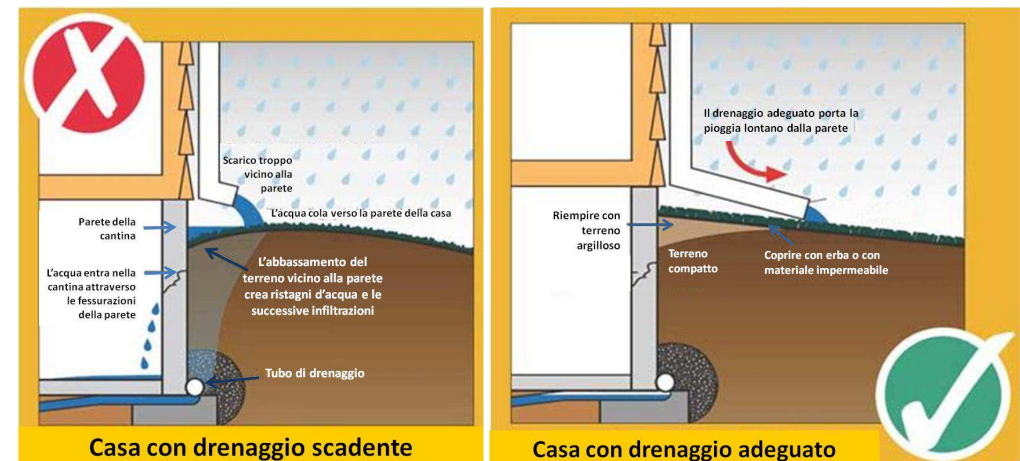 Scarico troppo
vicino alla
parete
L'acqua cola verso la parete della casa
Parete della
cantina
L'acqua entra nella
cantina attraverso
le fessurazioni
della parete
L'abbassamento del
terreno vicino alla parete
crea ristagni d'acqua e le
successive infiltrazioni
Tubo di drenaggio
Casa con drenaggio scadente
Il drenaggio adeguato porta la
pioggia lontano dalla parete
Riempire con
terreno
argilloso
Terreno
compatto
Coprire con erba o con
materiale impermeabile
Casa con drenaggio adeguato